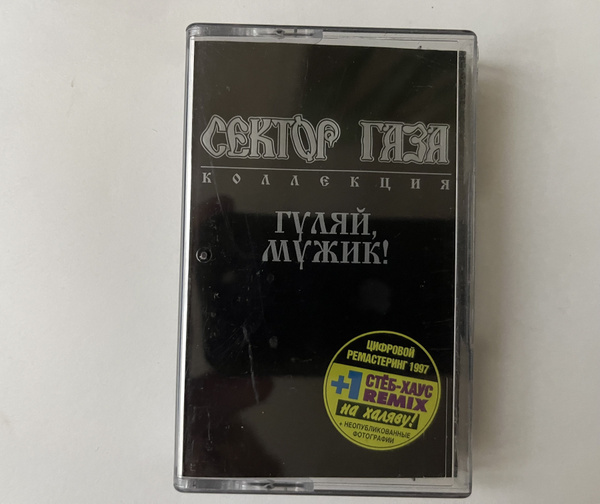 СЕКТОР ГАЗА
КОЛЛЕКЦИЯ
ГУЛЯЙ,
МУЖИК!
ЦИФРОВОЙ
РЕМАСТЕРИНГ 1997
+1 СТЁБ-ХАУС
REMIX
на халяву!
+ НЕОПУБЛИКОВАННЫЕ
ФОТОГРАФИИ